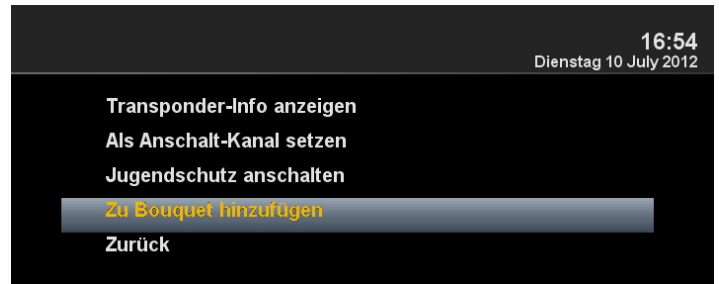 16:54
Dienstag 10 July 2012
Transponder-Info anzeigen
Als Anschalt-Kanal setzen
Jugendschutz anschalten
Zu Bouquet hinzufügen
Zurück